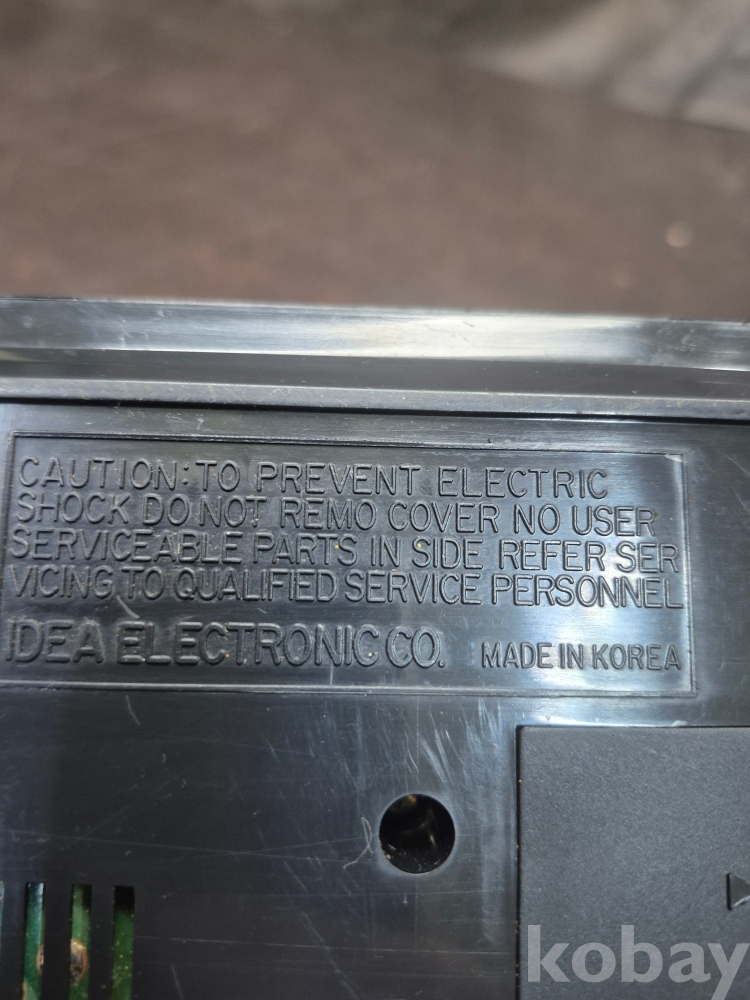 CAUTION: TO PREVENT ELECTRIC
SHOCK DO NOT REMO COVER NO USER
SERVICEABLE PARTS IN SIDE REFER SER
VICING TO QUALIFIED SERVICE PERSONNEL
IDEA ELECTRONIC CO. MADE IN KOREA
kobay